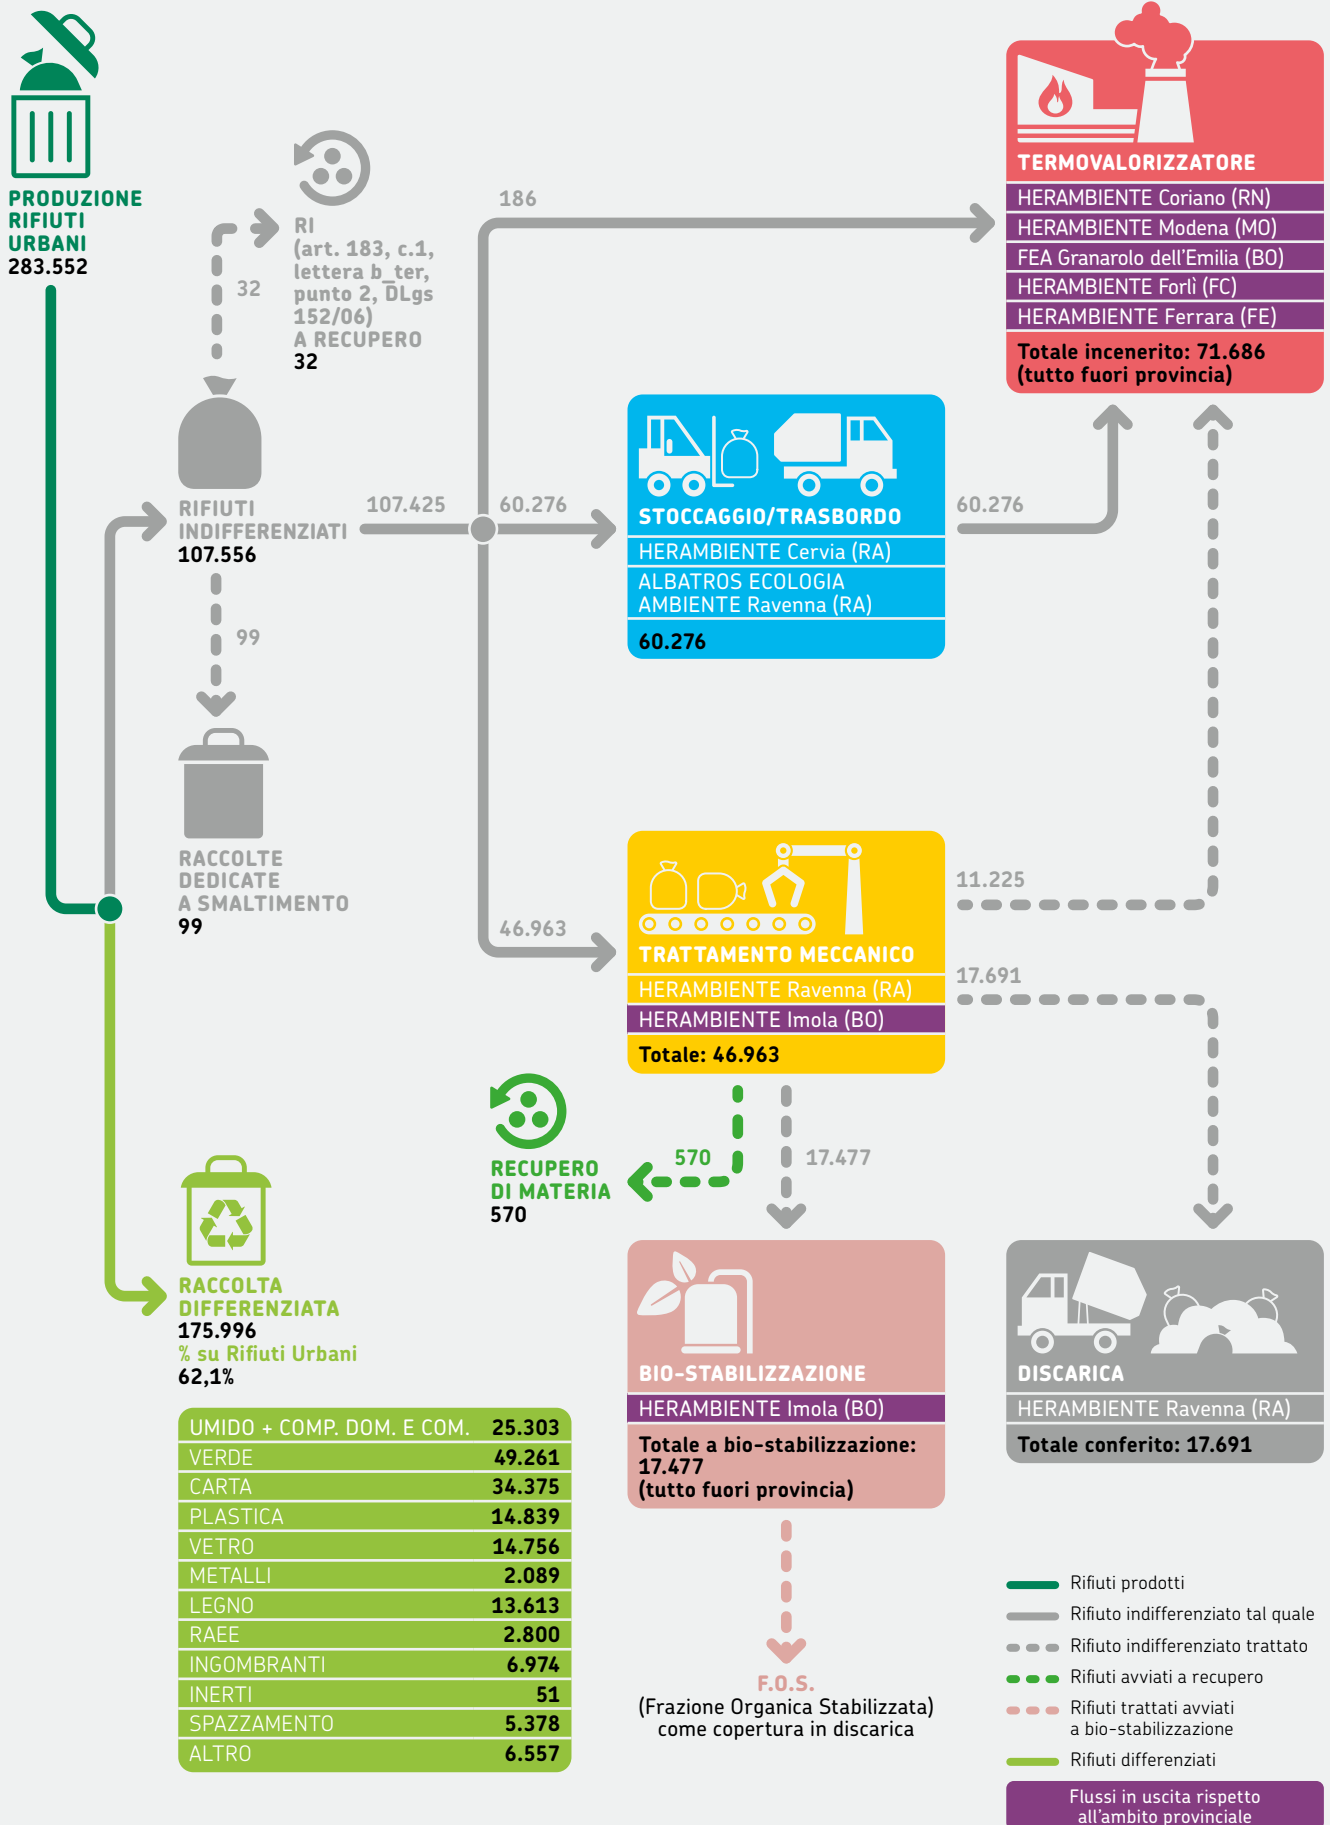 PRODUZIONE
RIFIUTI
URBANI
283.552
32
RI
(art. 183, c.1,
lettera b_ter,
punto 2, DLgs
152/06)
A RECUPERO
32
RIFIUTI
INDIFFERENZIATI
107.556
99
RACCOLTE
DEDICATE
A SMALTIMENTO
99
107.425
186
60.276
46.963
TERMOVALORIZZATORE
HERAMBIENTE Coriano (RN)
HERAMBIENTE Modena (MO)
FEA Granarolo dell'Emilia (BO)
HERAMBIENTE Forlì (FC)
HERAMBIENTE Ferrara (FE)
Totale incenerito: 71.686
(tutto fuori provincia)
STOCCAGGIO/TRASBORDO
HERAMBIENTE Cervia (RA)
ALBATROS ECOLOGIA
AMBIENTE Ravenna (RA)
60.276
60.276
TRATTAMENTO MECCANICO
HERAMBIENTE Ravenna (RA)
HERAMBIENTE Imola (BO)
Totale: 46.963
11.225
17.691
RECUPERO
DI MATERIA
570
570
17.477
BIO-STABILIZZAZIONE
HERAMBIENTE Imola (BO)
Totale a bio-stabilizzazione:
17.477
(tutto fuori provincia)
F.O.S.
(Frazione Organica Stabilizzata)
come copertura in discarica
DISCARICA
HERAMBIENTE Ravenna (RA)
Totale conferito: 17.691
RACCOLTA
DIFFERENZIATA
175.996
% su Rifiuti Urbani
62,1%
UMIDO + COMP. DOM. E COM. 25.303
VERDE 49.261
CARTA 34.375
PLASTICA 14.839
VETRO 14.756
METALLI 2.089
LEGNO 13.613
RAEE 2.800
INGOMBRANTI 6.974
INERTI 51
SPAZZAMENTO 5.378
ALTRO 6.557
Rifiuti prodotti
Rifiuto indifferenziato tal quale
Rifiuto indifferenziato trattato
Rifiuti avviati a recupero
Rifiuti trattati avviati
a bio-stabilizzazione
Rifiuti differenziati
Flussi in uscita rispetto
all'ambito provinciale